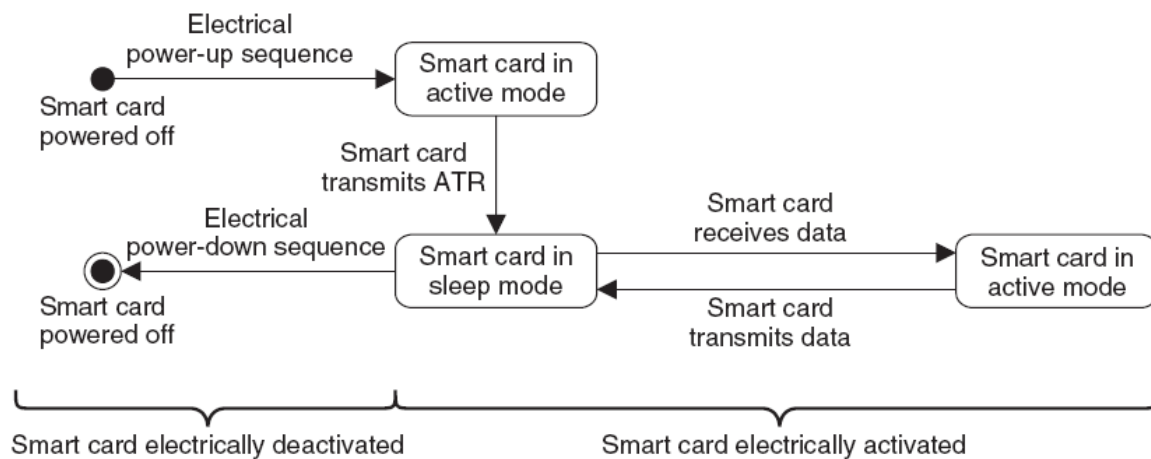 Electrical
power-up sequence
Smart card in
active mode
Smart card
powered off
Smart card
transmits ATR
Electrical
power-down sequence
Smart card in
sleep mode
Smart card
receives data
Smart card in
active mode
Smart card
powered off
Smart card
transmits data
Smart card electrically deactivated
Smart card electrically activated